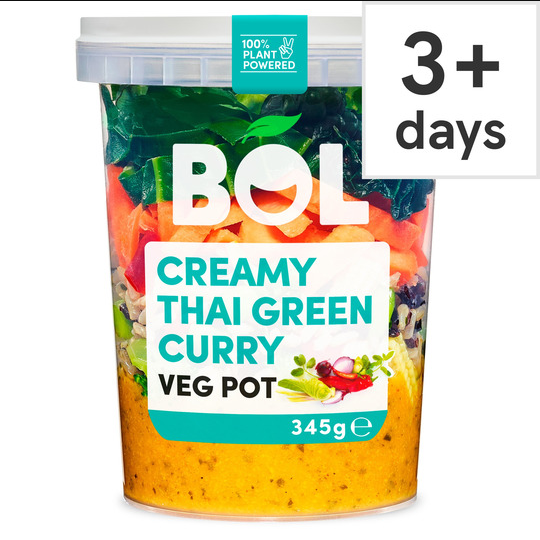 100%
PLANT
POWERED
3+
days
BOL
CREAMY
THAI GREEN
CURRY
VEG POT
345g ℮